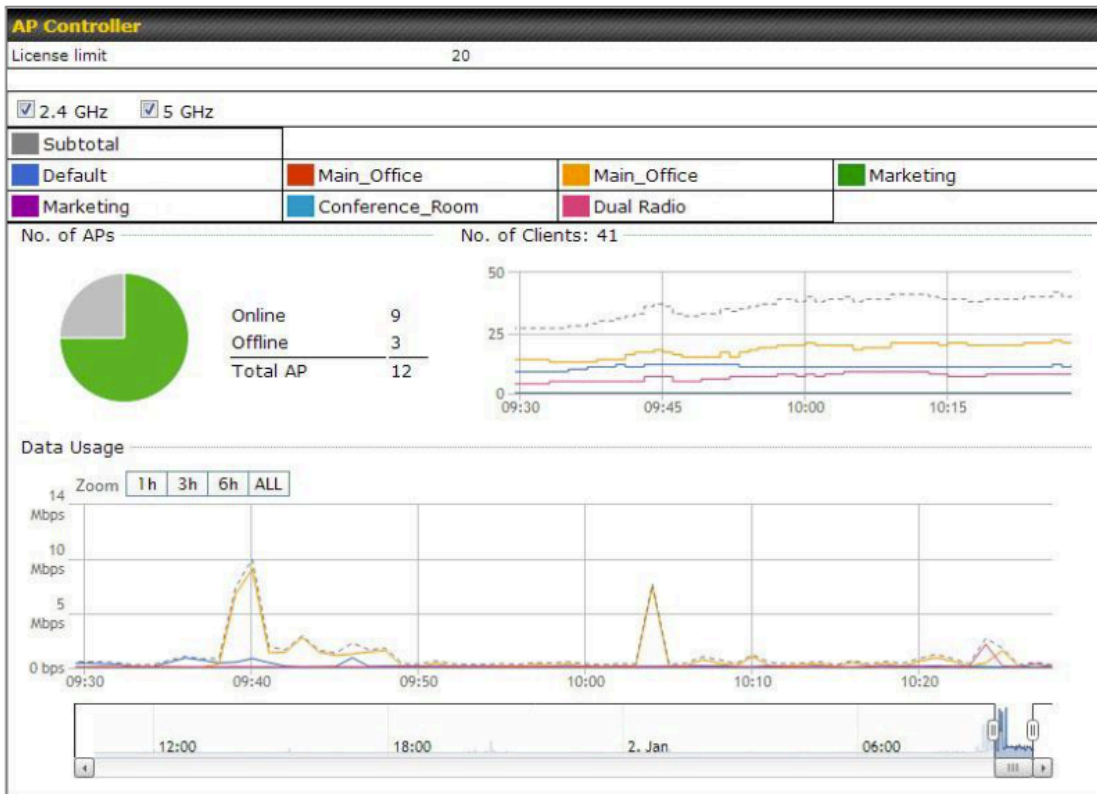 AP Controller
License limit 20
2.4 GHz 5 GHz
Subtotal
Default Main_Office Main_Office Marketing
Marketing Conference_Room Dual Radio
No. of APs No. of Clients: 41
Online 9
Offline 3
Total AP 12
50
25
0
09:30 09:45 10:00 10:15
Data Usage
Zoom 1h 3h 6h ALL
14
Mbps
10
Mbps
5
Mbps
0 bps
09:30 09:40 09:50 10:00 10:10 10:20
12:00 18:00 2. Jan 06:00